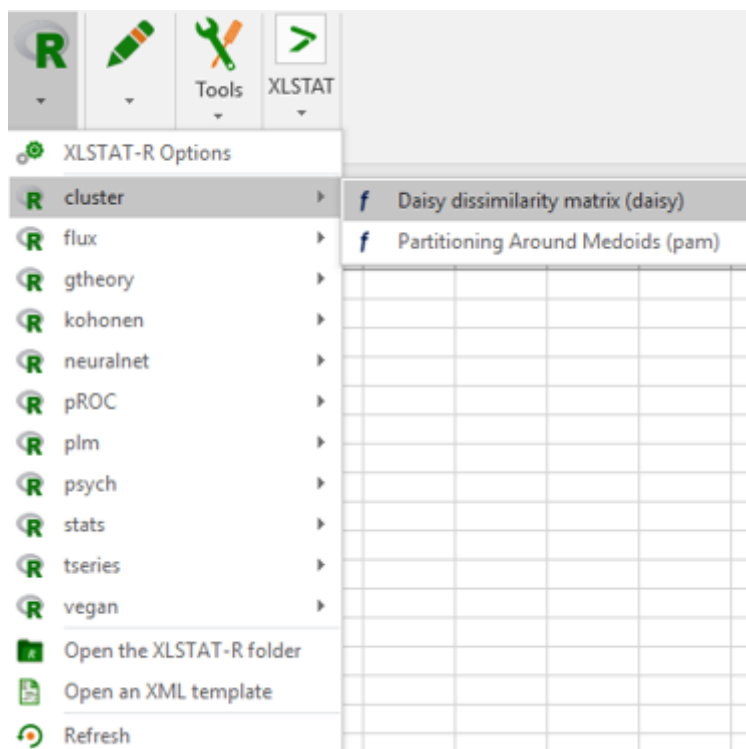 R
Tools
XLSTAT
XLSTAT-R Options
R cluster
f Daisy dissimilarity matrix (daisy)
R flux
f Partitioning Around Medoids (pam)
R gtheory
R kohonen
R neuralnet
R pROC
R plm
R psych
R stats
R tseries
R vegan
R Open the XLSTAT-R folder
Open an XML template
Refresh